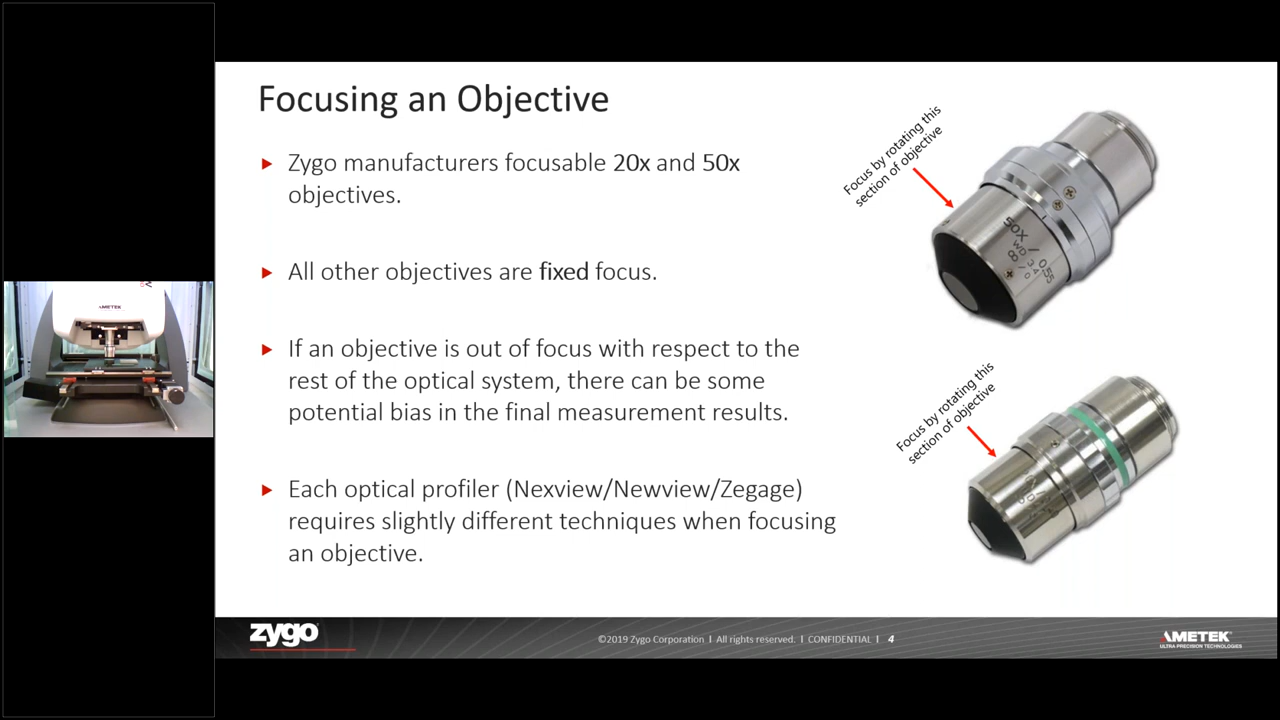 Focusing an Objective
Zygo manufacturers focusable 20x and 50x
objectives.
All other objectives are fixed focus.
If an objective is out of focus with respect to the
rest of the optical system, there can be some
potential bias in the final measurement results.
Each optical profiler (Nexview/Newview/Zegage)
requires slightly different techniques when focusing
an objective.
Focus by rotating this
section of objective
50X / 0.55
WD 3.4
∞ / 0
Focus by rotating this
section of objective
AMETEK
zygo
©2019 Zygo Corporation I All rights reserved. I CONFIDENTIAL I 4
AMETEK
ULTRA PRECISION TECHNOLOGIES